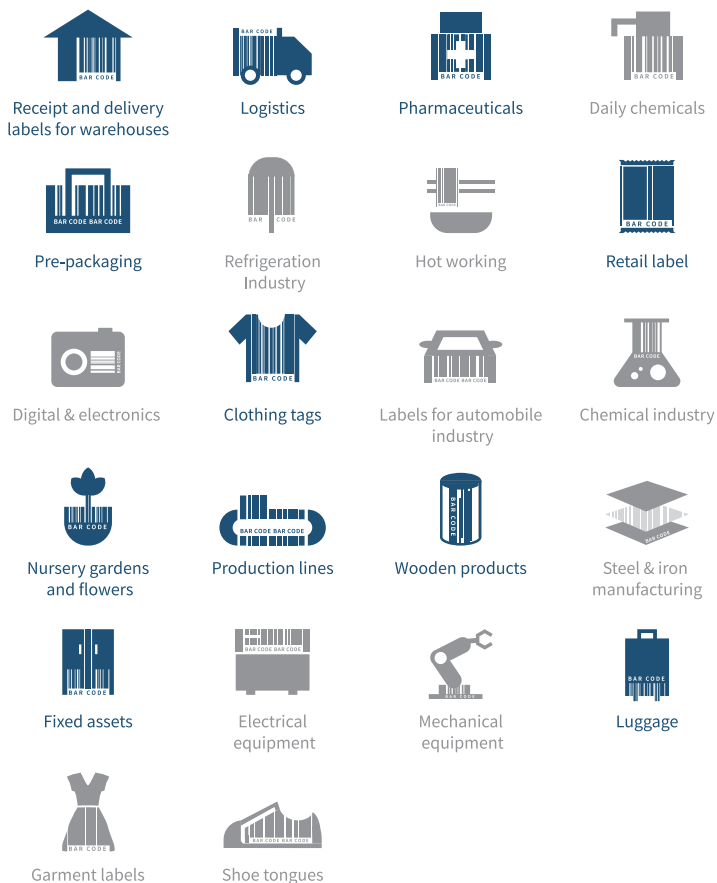 BAR CODE
BAR CODE
BAR CODE
BAR CODE
Receipt and delivery
labels for warehouses
Logistics
Pharmaceuticals
Daily chemicals
BAR CODE BAR CODE
BAR CODE
BAR CODE
Pre-packaging
Refrigeration
Industry
Hot working
Retail label
BAR CODE
BAR CODE
BAR CODE BAR CODE
BAR CODE
Digital & electronics
Clothing tags
Labels for automobile
industry
Chemical industry
BAR CODE
BAR CODE BAR CODE
BAR CODE
BAR CODE
Nursery gardens
and flowers
Production lines
Wooden products
Steel & iron
manufacturing
BAR CODE
BAR CODE BAR CODE
BAR CODE
BAR CODE
Fixed assets
Electrical
equipment
Mechanical
equipment
Luggage
BAR CODE
BAR CODE BAR CODE
Garment labels
Shoe tongues